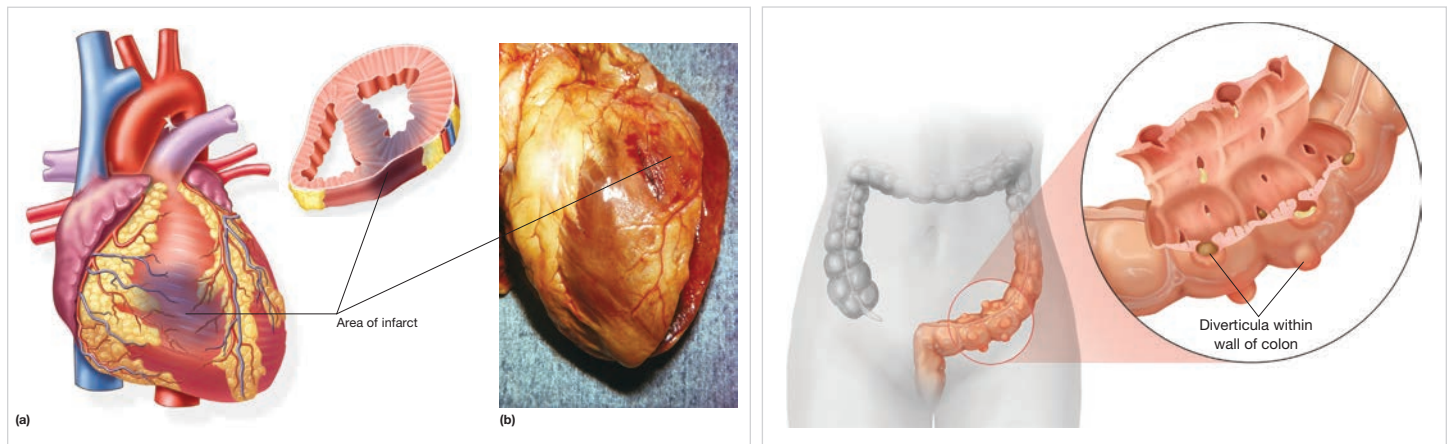 Area of infarct
(a)
(b)
Diverticula within
wall of colon